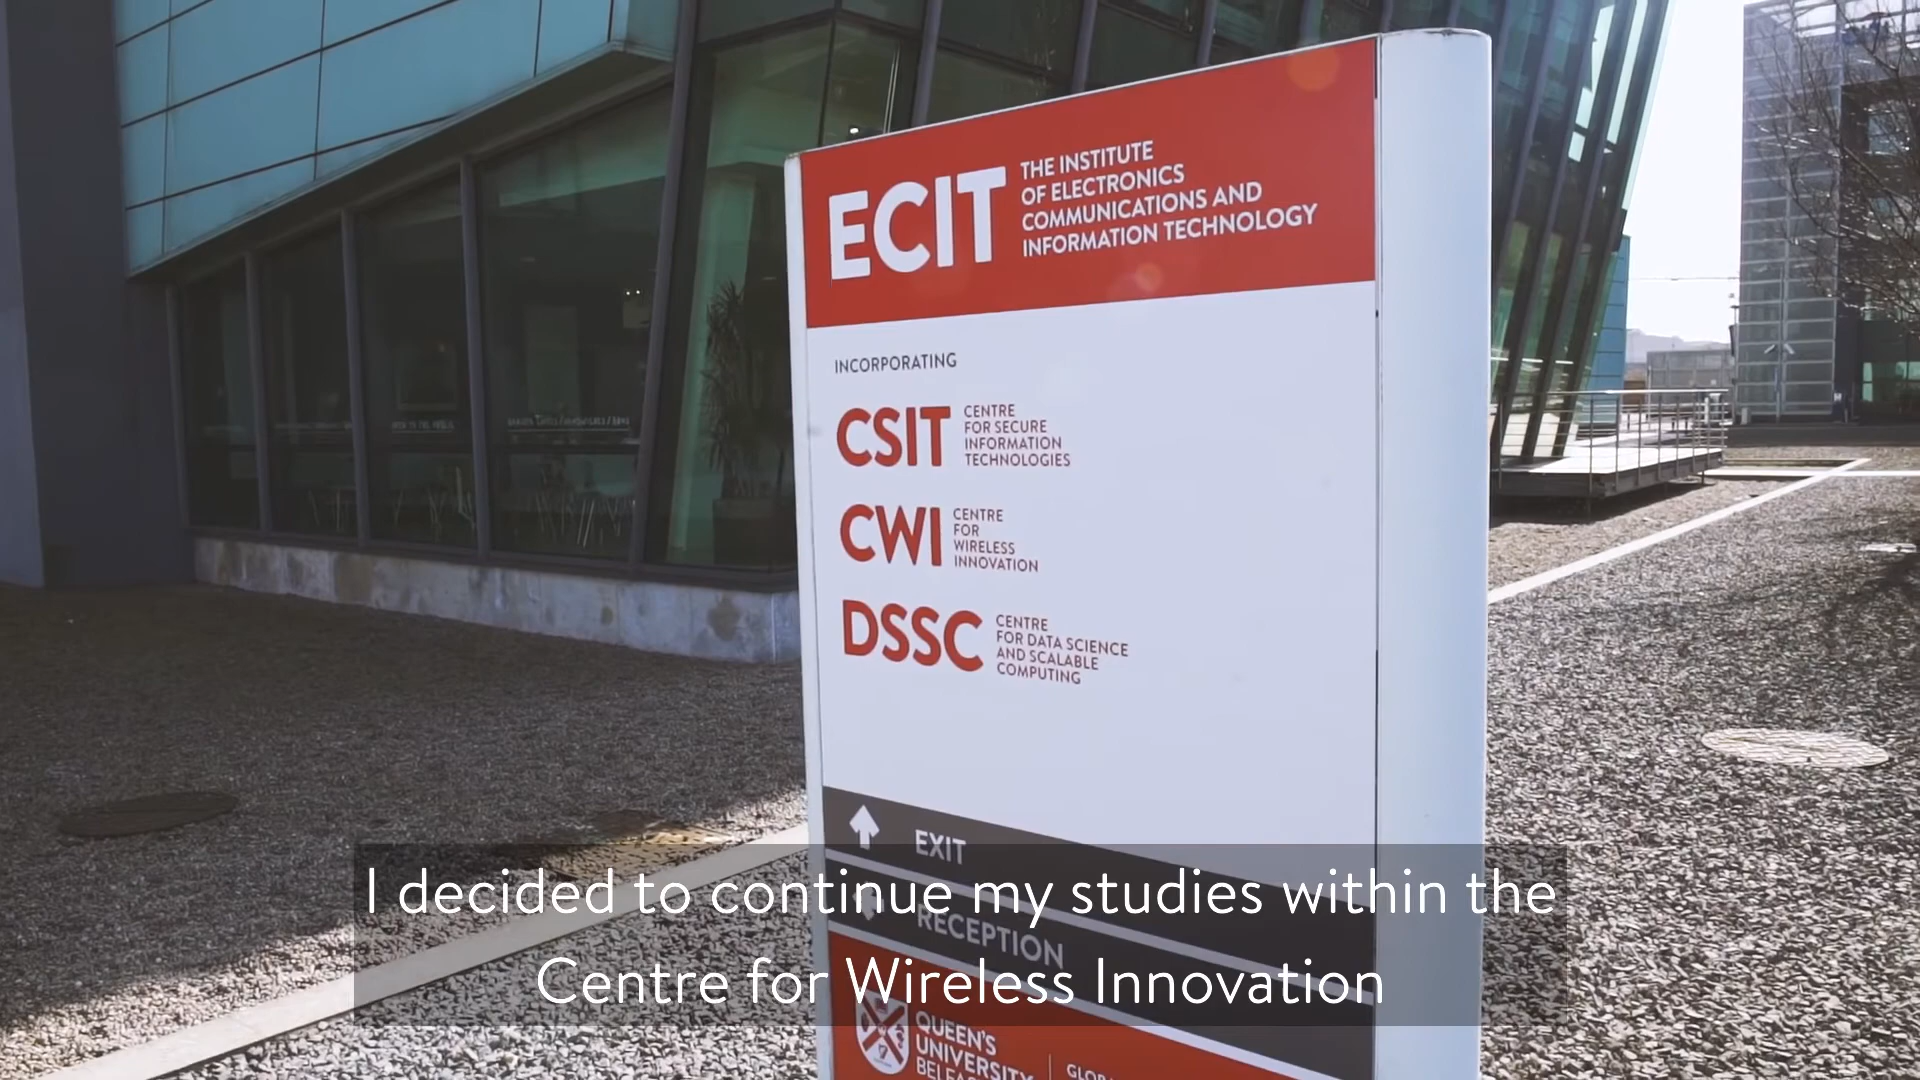 ECIT
THE INSTITUTE
OF ELECTRONICS
COMMUNICATIONS AND
INFORMATION TECHNOLOGY
INCORPORATING
CSIT
CENTRE
FOR SECURE
INFORMATION
TECHNOLOGIES
CWI
CENTRE
FOR
WIRELESS
INNOVATION
DSSC
CENTRE
FOR DATA SCIENCE
AND SCALABLE
COMPUTING
EXIT
RECEPTION
QUEEN'S
UNIVERSITY
I decided to continue my studies within the
Centre for Wireless Innovation